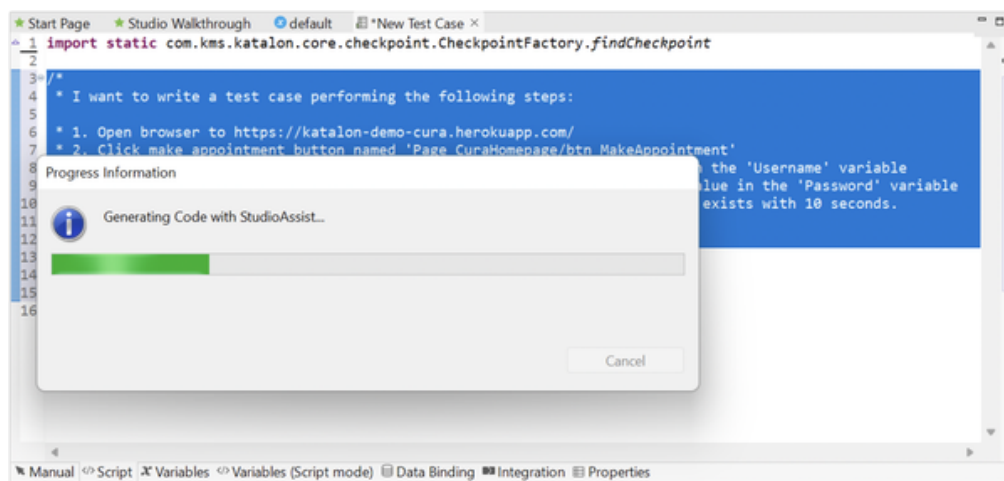 Start Page Studio Walkthrough default *New Test Case
1 import static com.kms.katalon.core.checkpoint.CheckpointFactory.findCheckpoint
2
3 /*
4 * I want to write a test case performing the following steps:
5
6 * 1. Open browser to https://katalon-demo-cura.herokuapp.com/
7 * 2. Click make appointment button named 'Page_CuraHomepage/btn_MakeAppointment'
8 the 'Username' variable
9 value in the 'Password' variable
10 exists with 10 seconds.
11
12
13
14
15
16
Progress Information
Generating Code with StudioAssist...
Cancel
Manual Script Variables Variables (Script mode) Data Binding Integration Properties